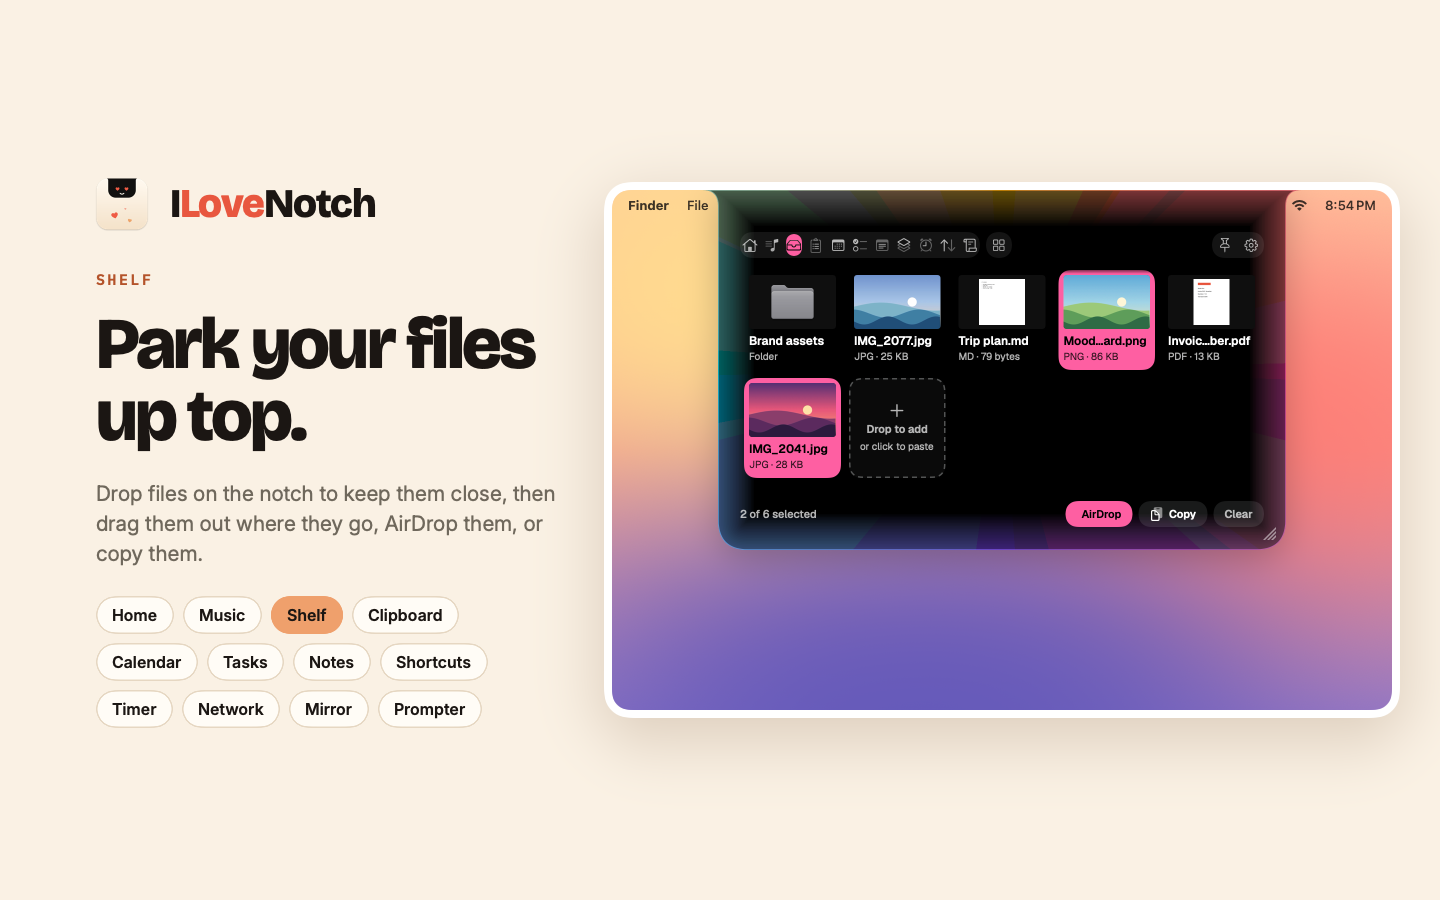 ILoveNotch
SHELF
Park your files
up top.
Drop files on the notch to keep them close, then
drag them out where they go, AirDrop them, or
copy them.
Home Music Shelf Clipboard
Calendar Tasks Notes Shortcuts
Timer Network Mirror Prompter
Finder File 8:54 PM
Brand assets IMG_2077.jpg Trip plan.md Mood...ard.png Invoic...ber.pdf
Folder JPG · 25 KB MD · 79 bytes PNG · 86 KB PDF · 13 KB
Drop to add
or click to paste
IMG_2041.jpg
JPG · 28 KB
2 of 6 selected AirDrop Copy Clear